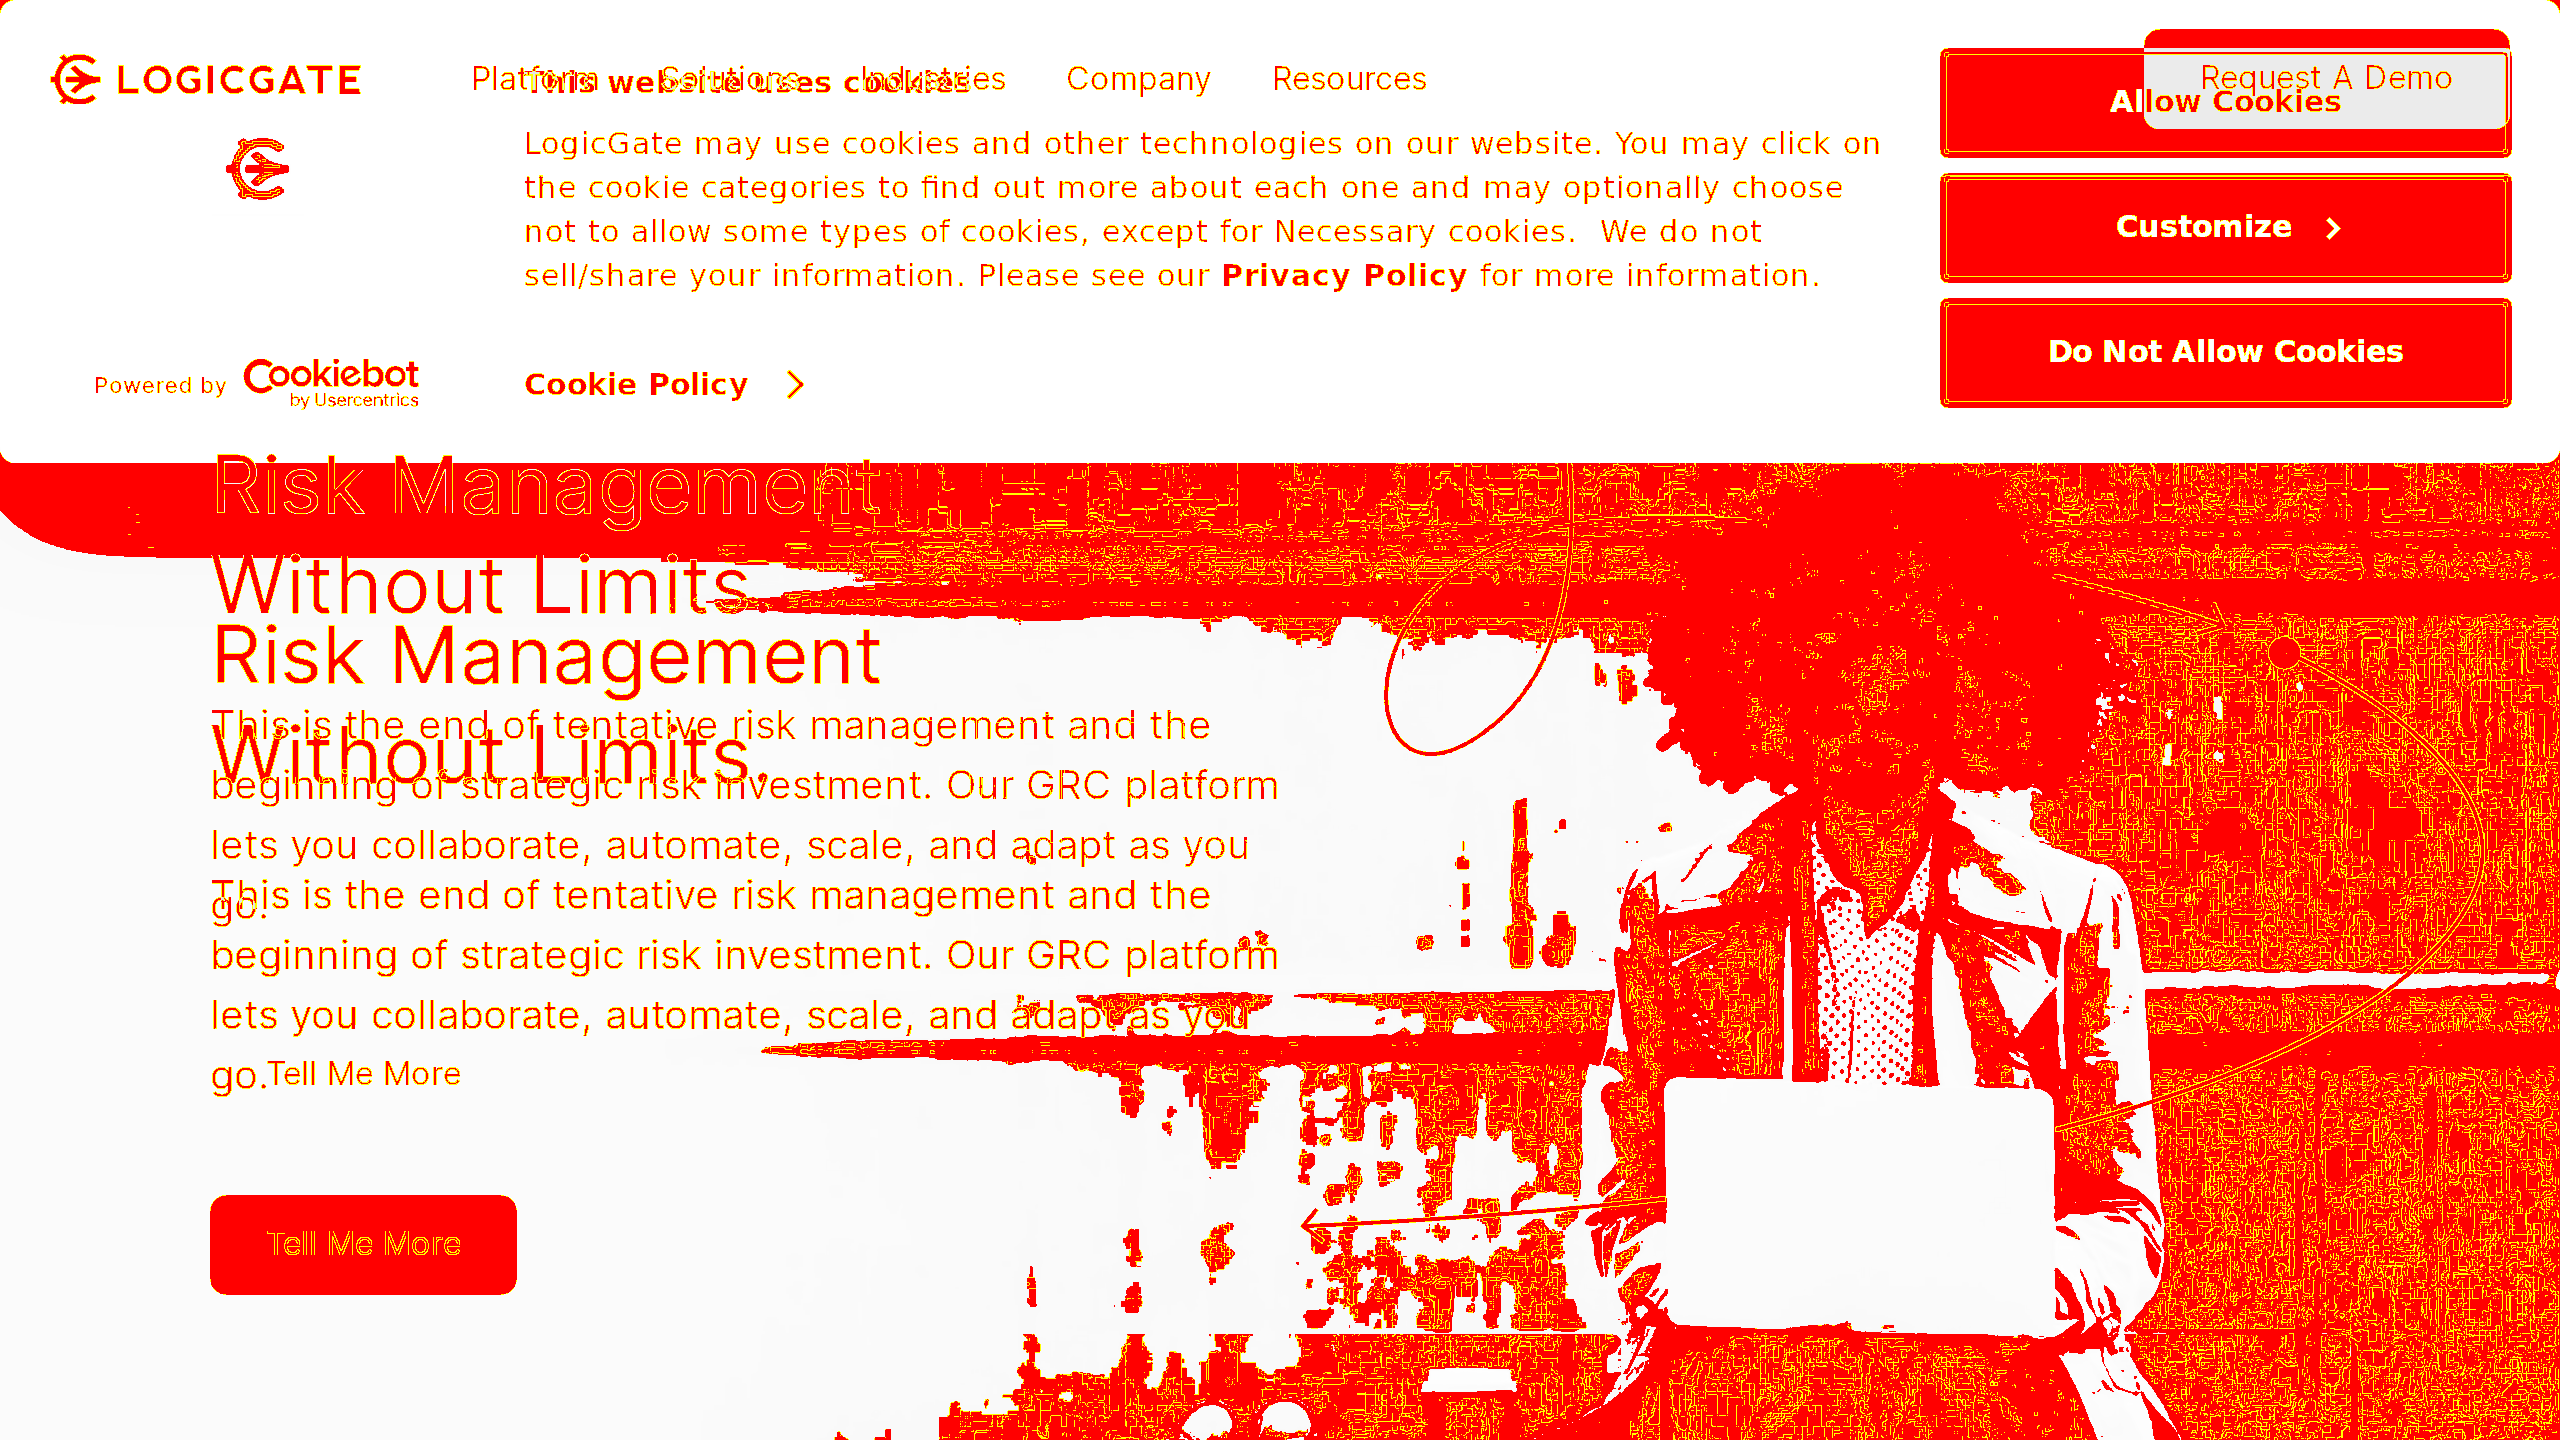 LOGICGATE
Platform Solutions Industries Company Resources
Request A Demo
This website uses cookies
LogicGate may use cookies and other technologies on our website. You may click on
the cookie categories to find out more about each one and may optionally choose
not to allow some types of cookies, except for Necessary cookies. We do not
sell/share your information. Please see our Privacy Policy for more information.
Allow Cookies
Customize
Do Not Allow Cookies
Powered by Cookiebot
by Usercentrics
Cookie Policy
Risk Management
Without Limits.
Risk Management
Without Limits.
This is the end of tentative risk management and the
beginning of strategic risk investment. Our GRC platform
lets you collaborate, automate, scale, and adapt as you
go.
This is the end of tentative risk management and the
beginning of strategic risk investment. Our GRC platform
lets you collaborate, automate, scale, and adapt as you
go.
Tell Me More
Tell Me More